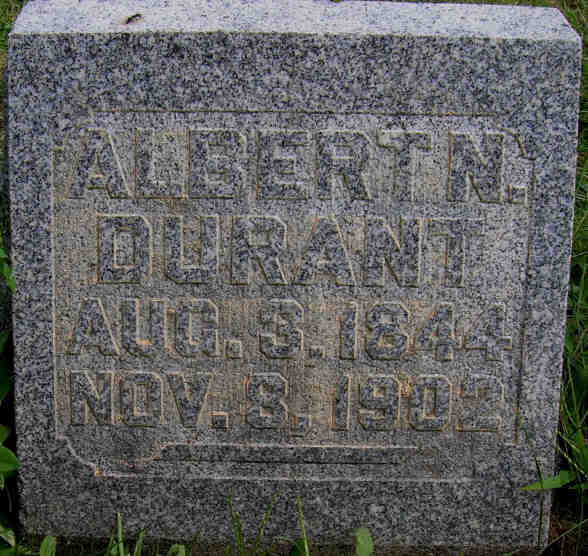 ALBERT N.
DURANT
AUG. 3. 1844
NOV. 8. 1902